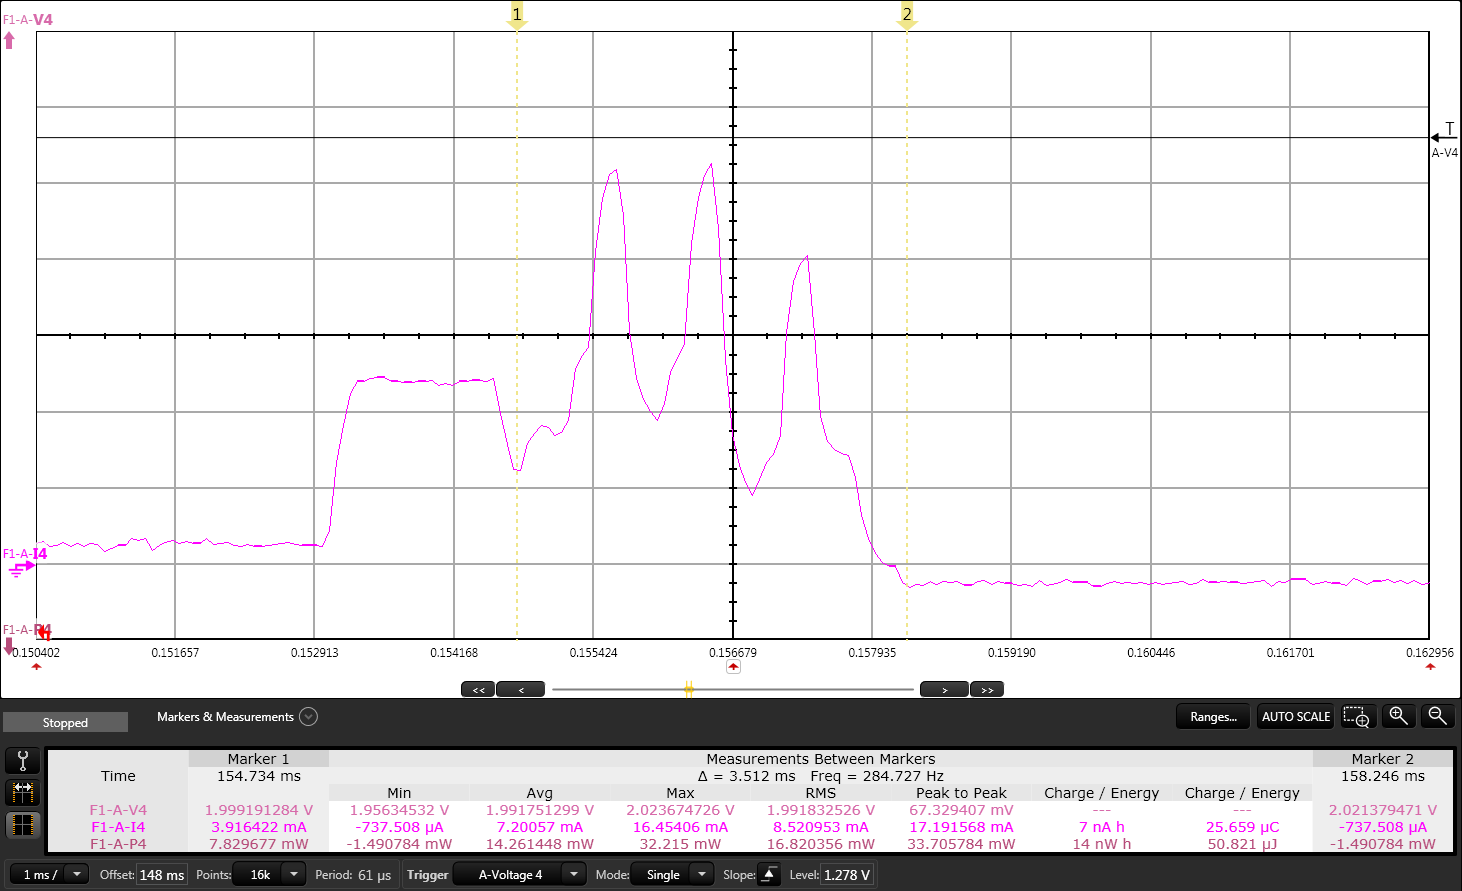 1 2
F1-A-V4
T
A-V4
F1-A-I4
F1-A-P4
0.150402 0.151657 0.152913 0.154168 0.155424 0.156679 0.157935 0.159190 0.160446 0.161701 0.162956
<< < > >>
Stopped Markers & Measurements Ranges... AUTO SCALE
Marker 1 Measurements Between Markers Marker 2
Time 154.734 ms Δ = 3.512 ms Freq = 284.727 Hz 158.246 ms
Min Avg Max RMS Peak to Peak Charge / Energy Charge / Energy
F1-A-V4 1.999191284 V 1.95634532 V 1.991751299 V 2.023674726 V 1.991832526 V 67.329407 mV --- --- 2.021379471 V
F1-A-I4 3.916422 mA -737.508 µA 7.20057 mA 16.45406 mA 8.520953 mA 17.191568 mA 7 nA h 25.659 µC -737.508 µA
F1-A-P4 7.829677 mW -1.490784 mW 14.261448 mW 32.215 mW 16.820356 mW 33.705784 mW 14 nW h 50.821 µJ -1.490784 mW
1 ms / Offset: 148 ms Points: 16k Period: 61 µs Trigger A-Voltage 4 Mode: Single Slope: Level: 1.278 V